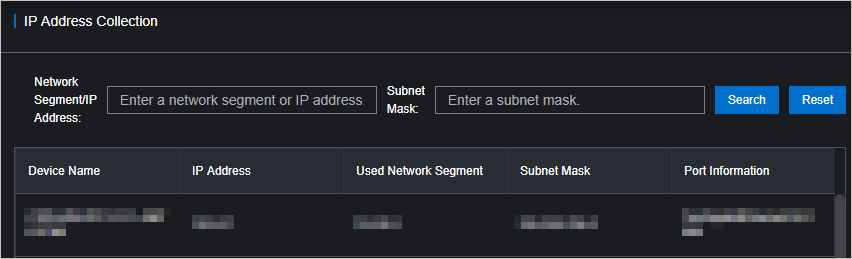 IP Address Collection
Network
Segment/IP
Address:
Enter a network segment or IP address
Subnet
Mask:
Enter a subnet mask.
Search
Reset
Device Name IP Address Used Network Segment Subnet Mask Port Information